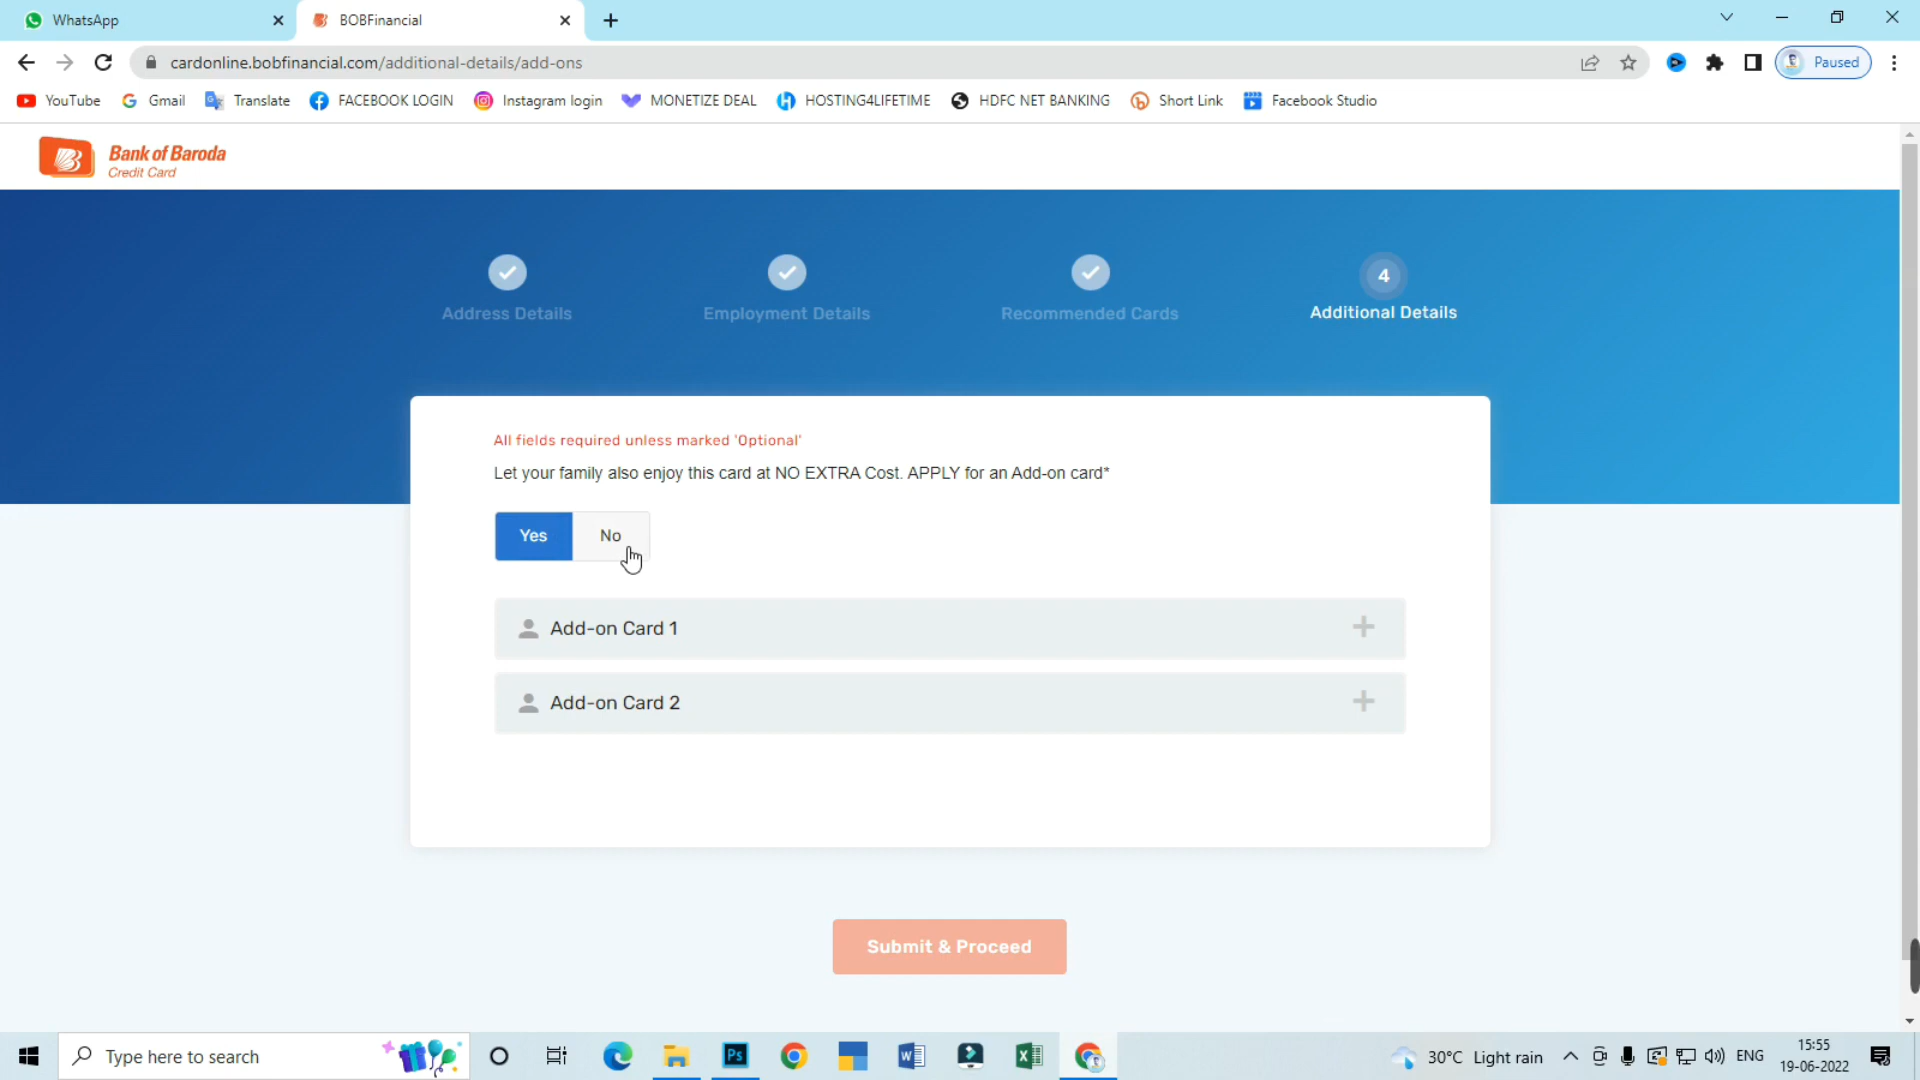 WhatsApp
BOBFinancial
cardonline.bobfinancial.com/additional-details/add-ons
Paused
YouTube
Gmail
Translate
FACEBOOK LOGIN
Instagram login
MONETIZE DEAL
HOSTING4LIFETIME
HDFC NET BANKING
Short Link
Facebook Studio
Bank of Baroda
Credit Card
4
Address Details
Employment Details
Recommended Cards
Additional Details
All fields required unless marked 'Optional'
Let your family also enjoy this card at NO EXTRA Cost. APPLY for an Add-on card*
Yes
No
Add-on Card 1
Add-on Card 2
Submit & Proceed
Type here to search
Ps
30°C Light rain
ENG
15:55
19-06-2022